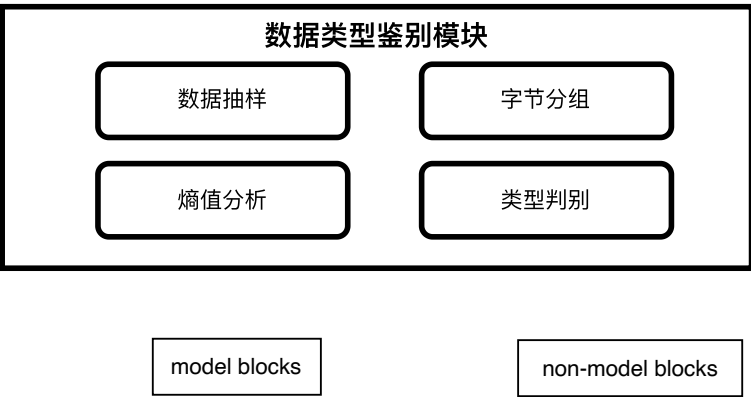 数据类型鉴别模块
数据抽样
字节分组
熵值分析
类型判别
model blocks
non-model blocks